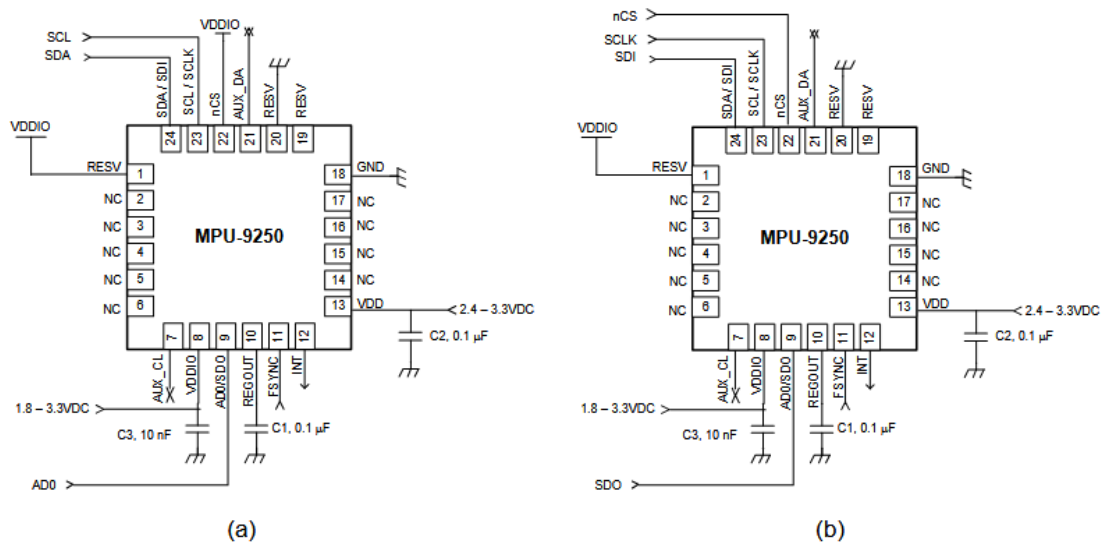 SCL
SDA
VDDIO
SDA / SDI
SCL / SCLK
nCS
AUX_DA
RESV
RESV
24
23
22
21
20
19
VDDIO
RESV
1
NC
2
NC
3
NC
4
NC
5
NC
6
MPU-9250
18
GND
17
NC
16
NC
15
NC
14
NC
13
VDD
2.4 – 3.3VDC
C2, 0.1 µF
7
8
9
10
11
12
AUX_CL
VDDIO
AD0/SDO
REGOUT
FSYNC
INT
1.8 – 3.3VDC
C3, 10 nF
C1, 0.1 µF
AD0
(a)
nCS
SCLK
SDI
SDA / SDI
SCL / SCLK
nCS
AUX_DA
RESV
RESV
24
23
22
21
20
19
VDDIO
RESV
1
NC
2
NC
3
NC
4
NC
5
NC
6
MPU-9250
18
GND
17
NC
16
NC
15
NC
14
NC
13
VDD
2.4 – 3.3VDC
C2, 0.1 µF
7
8
9
10
11
12
AUX_CL
VDDIO
AD0/SDO
REGOUT
FSYNC
INT
1.8 – 3.3VDC
C3, 10 nF
C1, 0.1 µF
SDO
(b)